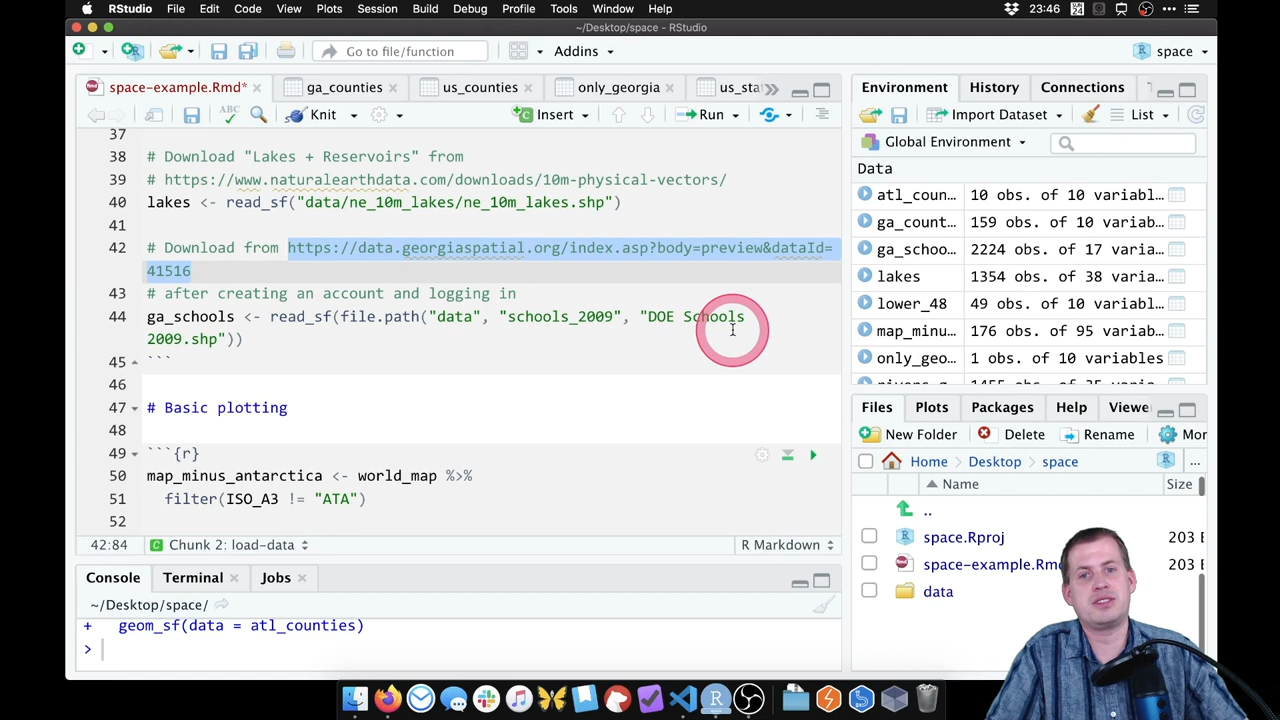 RStudio File Edit Code View Plots Session Build Debug Profile Tools Window Help 23:46
~/Desktop/space - RStudio
Go to file/function Addins space
space-example.Rmd* ga_counties us_counties only_georgia us_sta
Environment History Connections
Knit Insert Run
Import Dataset List
Global Environment
Data
37
38 # Download "Lakes + Reservoirs" from
39 # https://www.naturalearthdata.com/downloads/10m-physical-vectors/
40 lakes <- read_sf("data/ne_10m_lakes/ne_10m_lakes.shp")
41
42 # Download from https://data.georgiaspatial.org/index.asp?body=preview&dataId=
41516
43 # after creating an account and logging in
44 ga_schools <- read_sf(file.path("data", "schools_2009", "DOE Schools
2009.shp"))
45 ```
46
47 # Basic plotting
48
49 ```{r}
50 map_minus_antarctica <- world_map %>%
51 filter(ISO_A3 != "ATA")
52
42:84 Chunk 2: load-data R Markdown
atl_coun… 10 obs. of 10 variabl…
ga_count… 159 obs. of 10 variab…
ga_schoo… 2224 obs. of 17 varia…
lakes 1354 obs. of 38 varia…
lower_48 49 obs. of 10 variabl…
map_minu… 176 obs. of 95 variab…
only_geo… 1 obs. of 10 variables
Files Plots Packages Help Viewe
New Folder Delete Rename Mor
Home Desktop space ...
Name Size
..
space.Rproj 203
space-example.Rmd 203
data
Console Terminal Jobs
~/Desktop/space/
+ geom_sf(data = atl_counties)
>